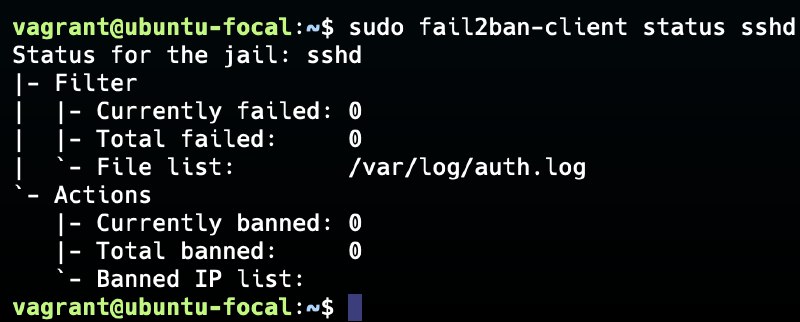 vagrant@ubuntu-focal:~$ sudo fail2ban-client status sshd
Status for the jail: sshd
|- Filter
|  |- Currently failed: 0
|  |- Total failed:     0
|  `- File list:        /var/log/auth.log
`- Actions
   |- Currently banned: 0
   |- Total banned:     0
   `- Banned IP list:
vagrant@ubuntu-focal:~$